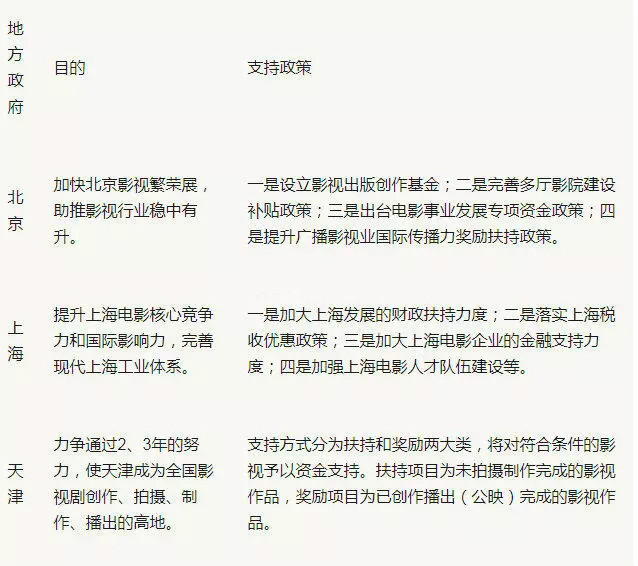 地方政府
目的
支持政策
北京
加快北京影视繁荣展，
助推影视行业稳中有
升。
一是设立影视出版创作基金；二是完善多厅影院建设
补贴政策；三是出台电影事业发展专项资金政策；四
是提升广播影视业国际传播力奖励扶持政策。
上海
提升上海电影核心竞争
力和国际影响力，完善
现代上海工业体系。
一是加大上海发展的财政扶持力度；二是落实上海税
收优惠政策；三是加大上海电影企业的金融支持力
度；四是加强上海电影人才队伍建设等。
天津
力争通过2、3年的努
力，使天津成为全国影
视剧创作、拍摄、制
作、播出的高地。
支持方式分为扶持和奖励两大类，将对符合条件的影
视予以资金支持。扶持项目为未拍摄制作完成的影视
作品，奖励项目为已创作播出（公映）完成的影视作
品。